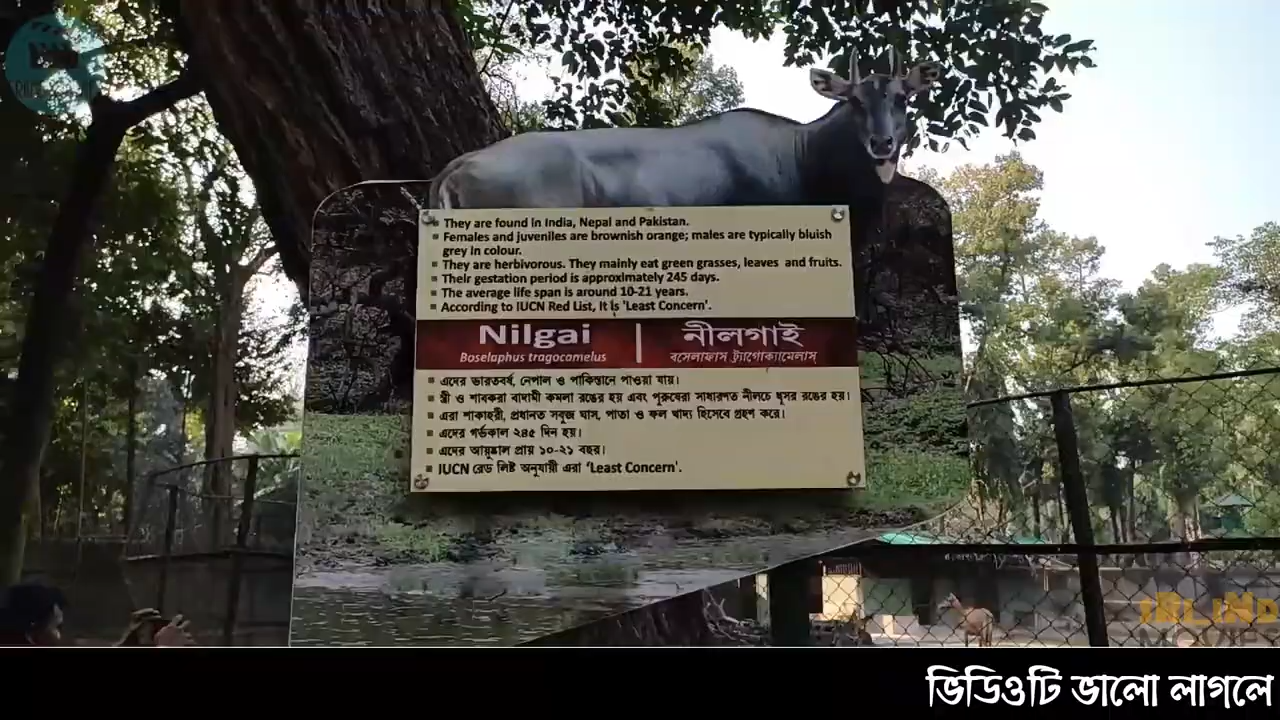 ▪ They are found in India, Nepal and Pakistan.
▪ Females and juveniles are brownish orange; males are typically bluish
grey in colour.
▪ They are herbivorous. They mainly eat green grasses, leaves and fruits.
▪ Their gestation period is approximately 245 days.
▪ The average life span is around 10-21 years.
▪ According to IUCN Red List, it is 'Least Concern'.
Nilgai | নীলগাই
Boselaphus tragocamelus বসেলাফাস ট্র্যাগোক্যামেলাস
▪ এদের ভারতবর্ষ, নেপাল ও পাকিস্তানে পাওয়া যায়।
▪ স্ত্রী ও শাবকরা বাদামী কমলা রঙের হয় এবং পুরুষেরা সাধারণত নীলচে ধূসর রঙের হয়।
▪ এরা শাকাহারী, প্রধানত সবুজ ঘাস, পাতা ও ফল খাদ্য হিসেবে গ্রহণ করে।
▪ এদের গর্ভকাল ২৪৫ দিন হয়।
▪ এদের আয়ুষ্কাল প্রায় ১০-২১ বছর।
▪ IUCN রেড লিষ্ট অনুযায়ী এরা ‘Least Concern'.
MOVIES
ভিডিওটি ভালো লাগলে